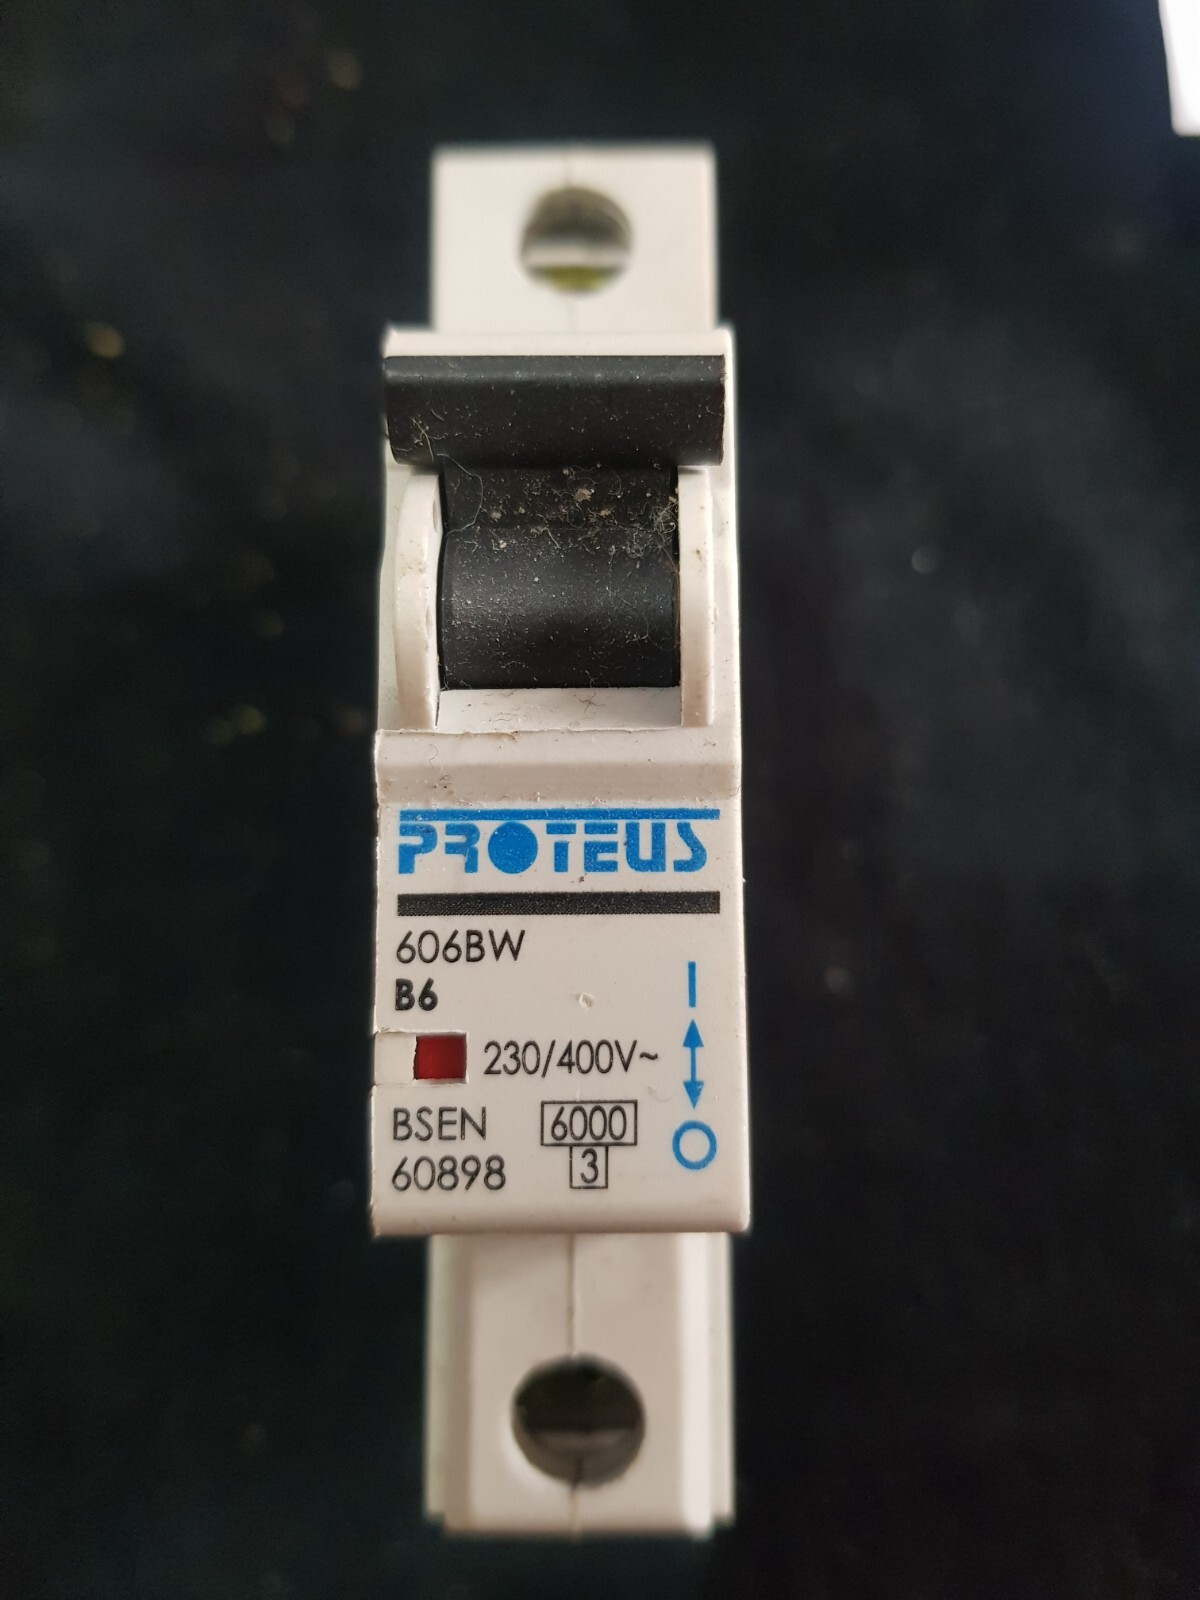 PROTEUS
606BW
B6
230/400V~
BSEN 6000
60898 3
I
O